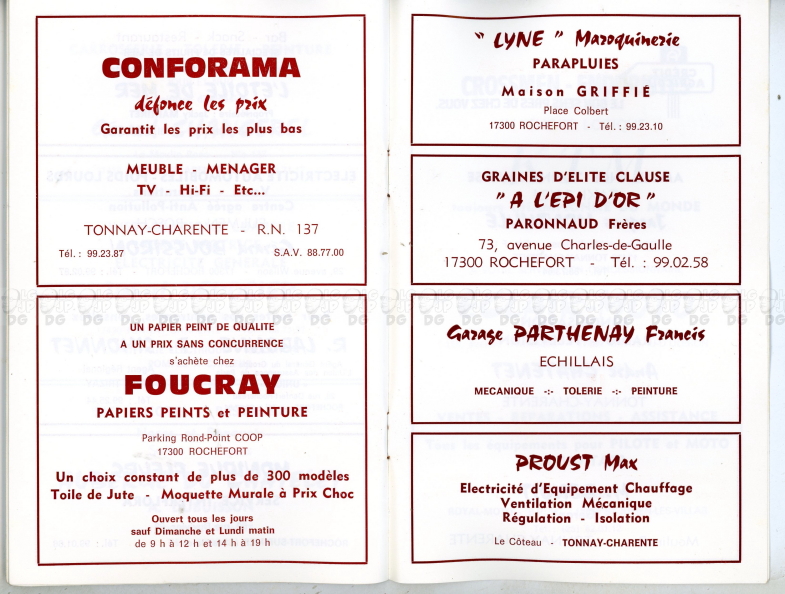 CONFORAMA
défonce les prix
Garantit les prix les plus bas
MEUBLE - MENAGER
TV - Hi-Fi - Etc...
TONNAY-CHARENTE - R.N. 137
Tél. : 99.23.87 S.A.V. 88.77.00
UN PAPIER PEINT DE QUALITE
A UN PRIX SANS CONCURRENCE
s'achète chez
FOUCRAY
PAPIERS PEINTS et PEINTURE
Parking Rond-Point COOP
17300 ROCHEFORT
Un choix constant de plus de 300 modèles
Toile de Jute - Moquette Murale à Prix Choc
Ouvert tous les jours
sauf Dimanche et Lundi matin
de 9 h à 12 h et 14 h à 19 h
" LYNE " Maroquinerie
PARAPLUIES
Maison GRIFFIÉ
Place Colbert
17300 ROCHEFORT - Tél. : 99.23.10
GRAINES D'ELITE CLAUSE
" A L'EPI D'OR "
PARONNAUD Frères
73, avenue Charles-de-Gaulle
17300 ROCHEFORT - Tél. : 99.02.58
Garage PARTHENAY Francis
ECHILLAIS
MECANIQUE -:- TOLERIE -:- PEINTURE
PROUST Max
Electricité d'Equipement Chauffage
Ventilation Mécanique
Régulation - Isolation
Le Côteau - TONNAY-CHARENTE